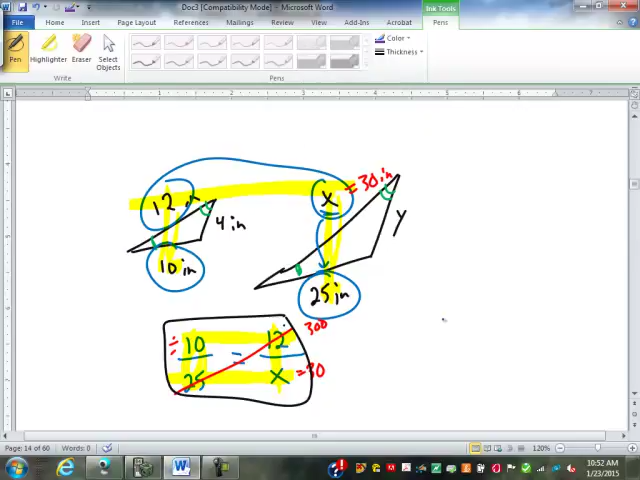 Doc3 [Compatibility Mode] - Microsoft Word
Ink Tools
File
Home
Insert
Page Layout
References
Mailings
Review
View
Add-Ins
Acrobat
Pens
Pen
Highlighter
Eraser
Select Objects
Write
Pens
Color
Thickness
12
x = 30 in
4 in
y
10 in
25 in
÷ 10 = 12 300
25 x = 30
Page: 14 of 60
Words: 0
120%
10:52 AM
1/23/2015